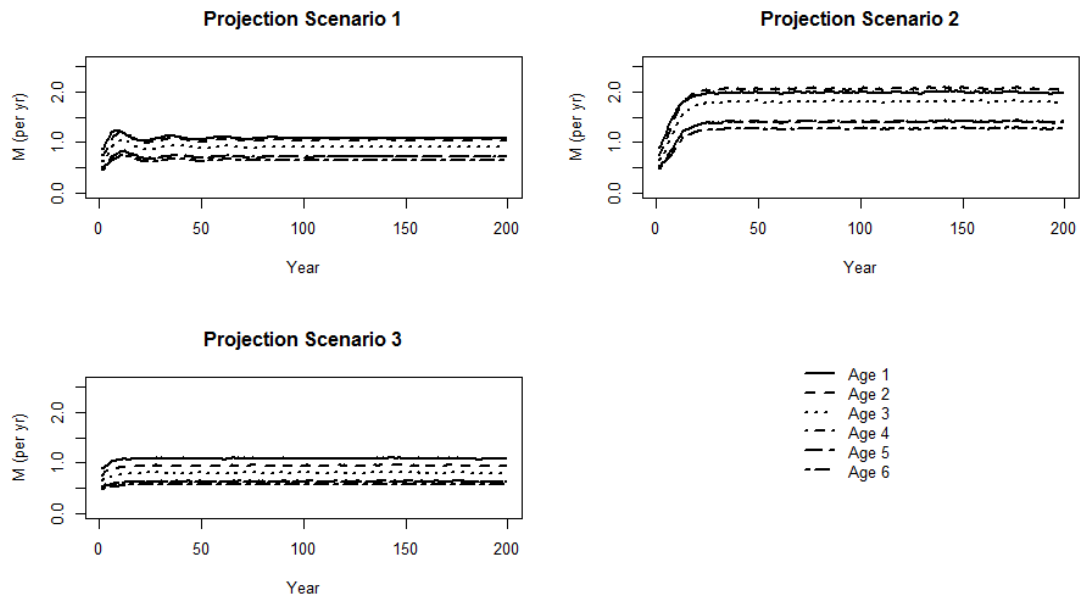 Projection Scenario 1
M (per yr)
0.0 1.0 2.0
0 50 100 150 200
Year
Projection Scenario 2
M (per yr)
0.0 1.0 2.0
0 50 100 150 200
Year
Projection Scenario 3
M (per yr)
0.0 1.0 2.0
0 50 100 150 200
Year
Age 1
Age 2
Age 3
Age 4
Age 5
Age 6